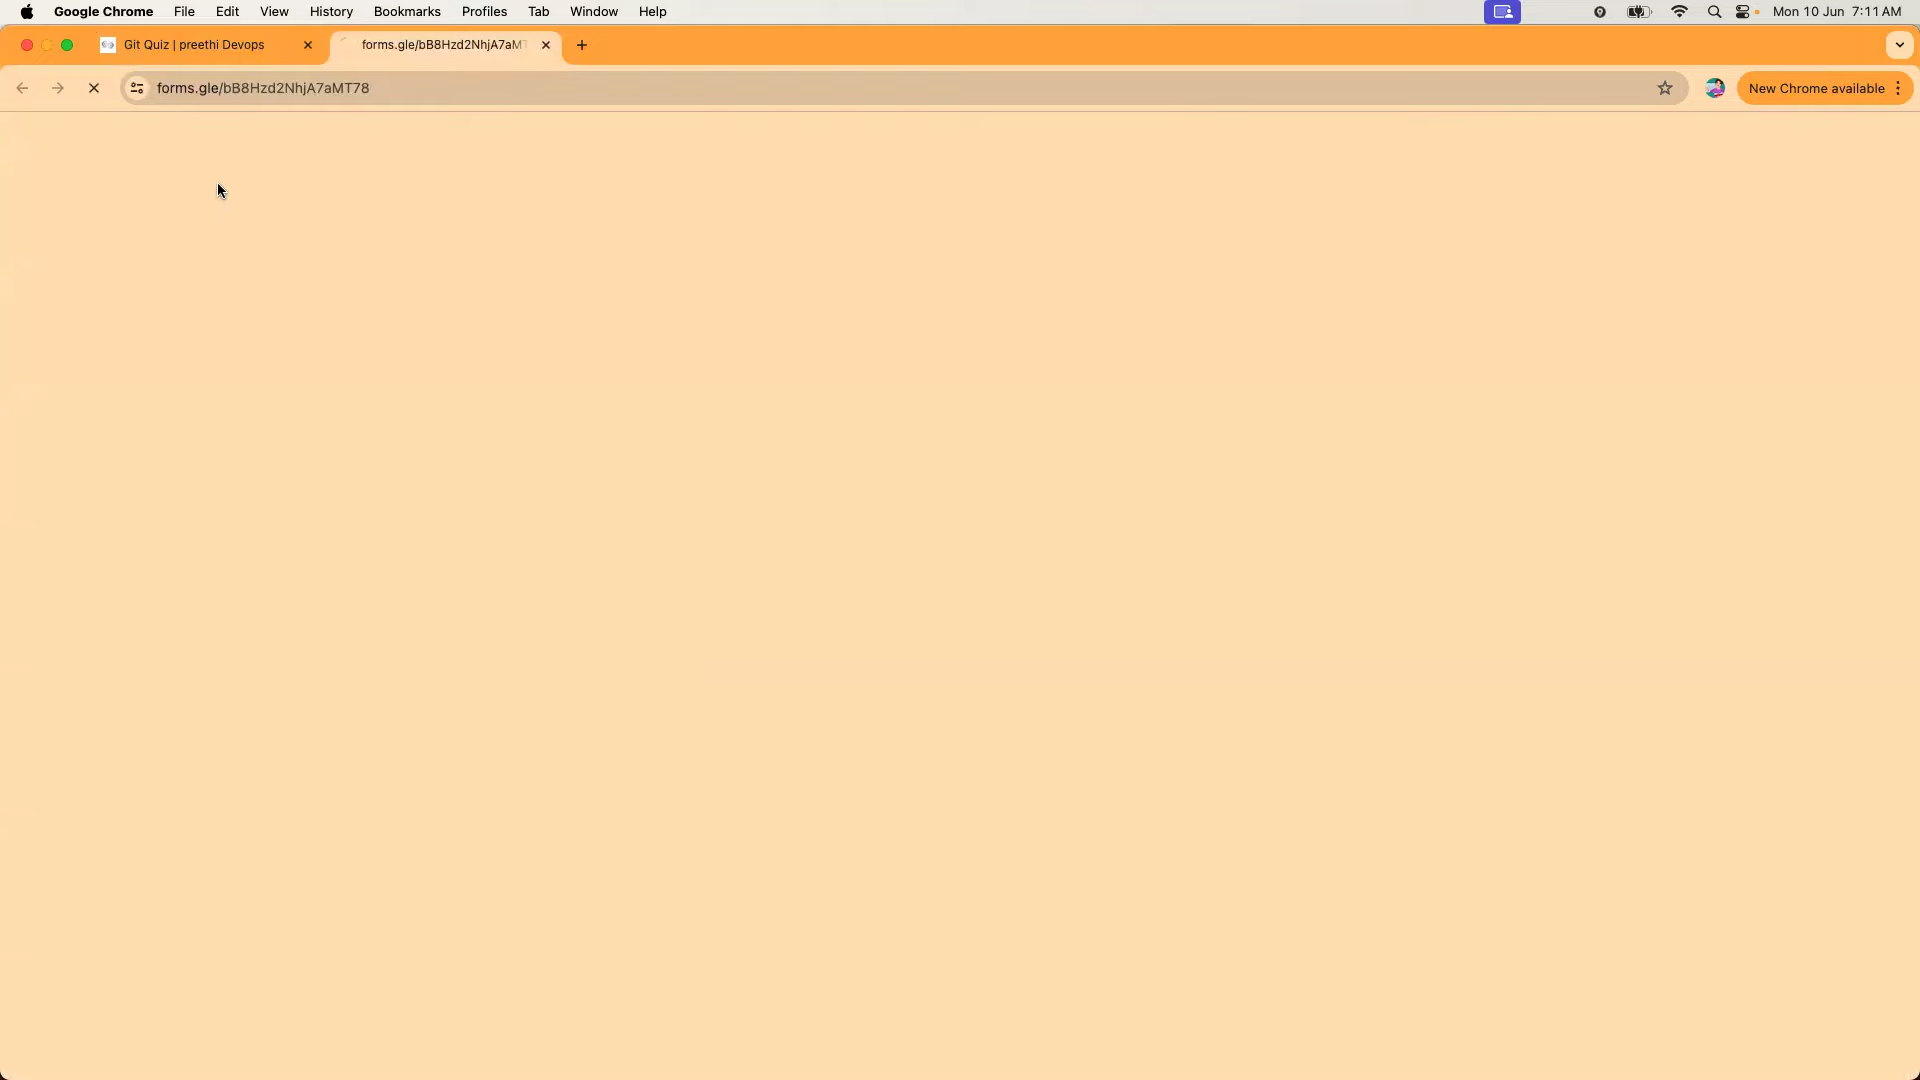 Google Chrome File Edit View History Bookmarks Profiles Tab Window Help Mon 10 Jun 7:11 AM
Git Quiz | preethi Devops forms.gle/bB8Hzd2NhjA7aMT
forms.gle/bB8Hzd2NhjA7aMT78 New Chrome available